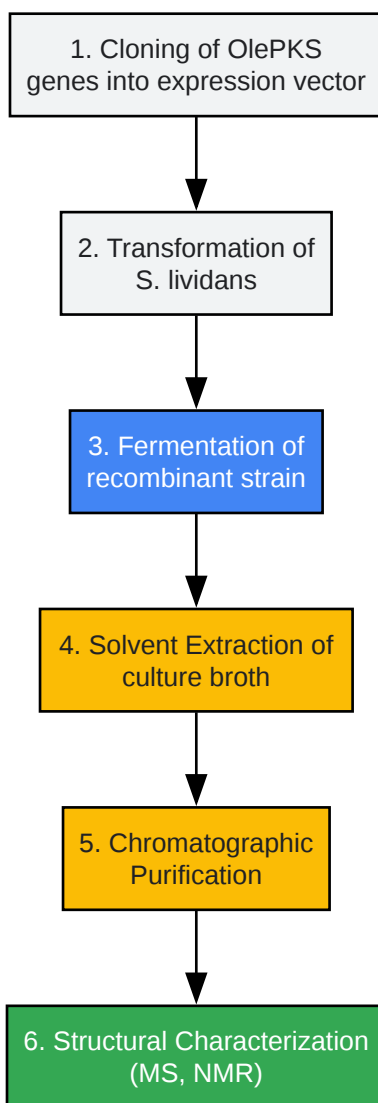 1. Cloning of OlePKS
genes into expression vector
2. Transformation of
S. lividans
3. Fermentation of
recombinant strain
4. Solvent Extraction of
culture broth
5. Chromatographic
Purification
6. Structural Characterization
(MS, NMR)